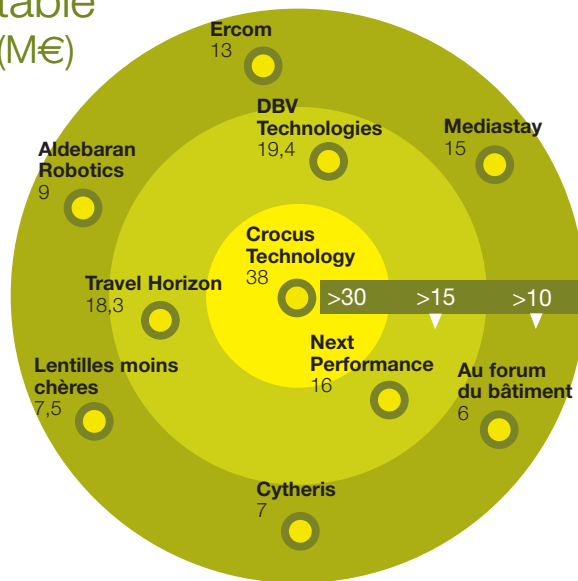 table
(M€)
Ercom
13
DBV
Technologies
19,4
Mediastay
15
Aldebaran
Robotics
9
Crocus
Technology
38
Travel Horizon
18,3
>30
>15
>10
Next
Performance
16
Lentilles moins
chères
7,5
Au forum
du bâtiment
6
Cytheris
7